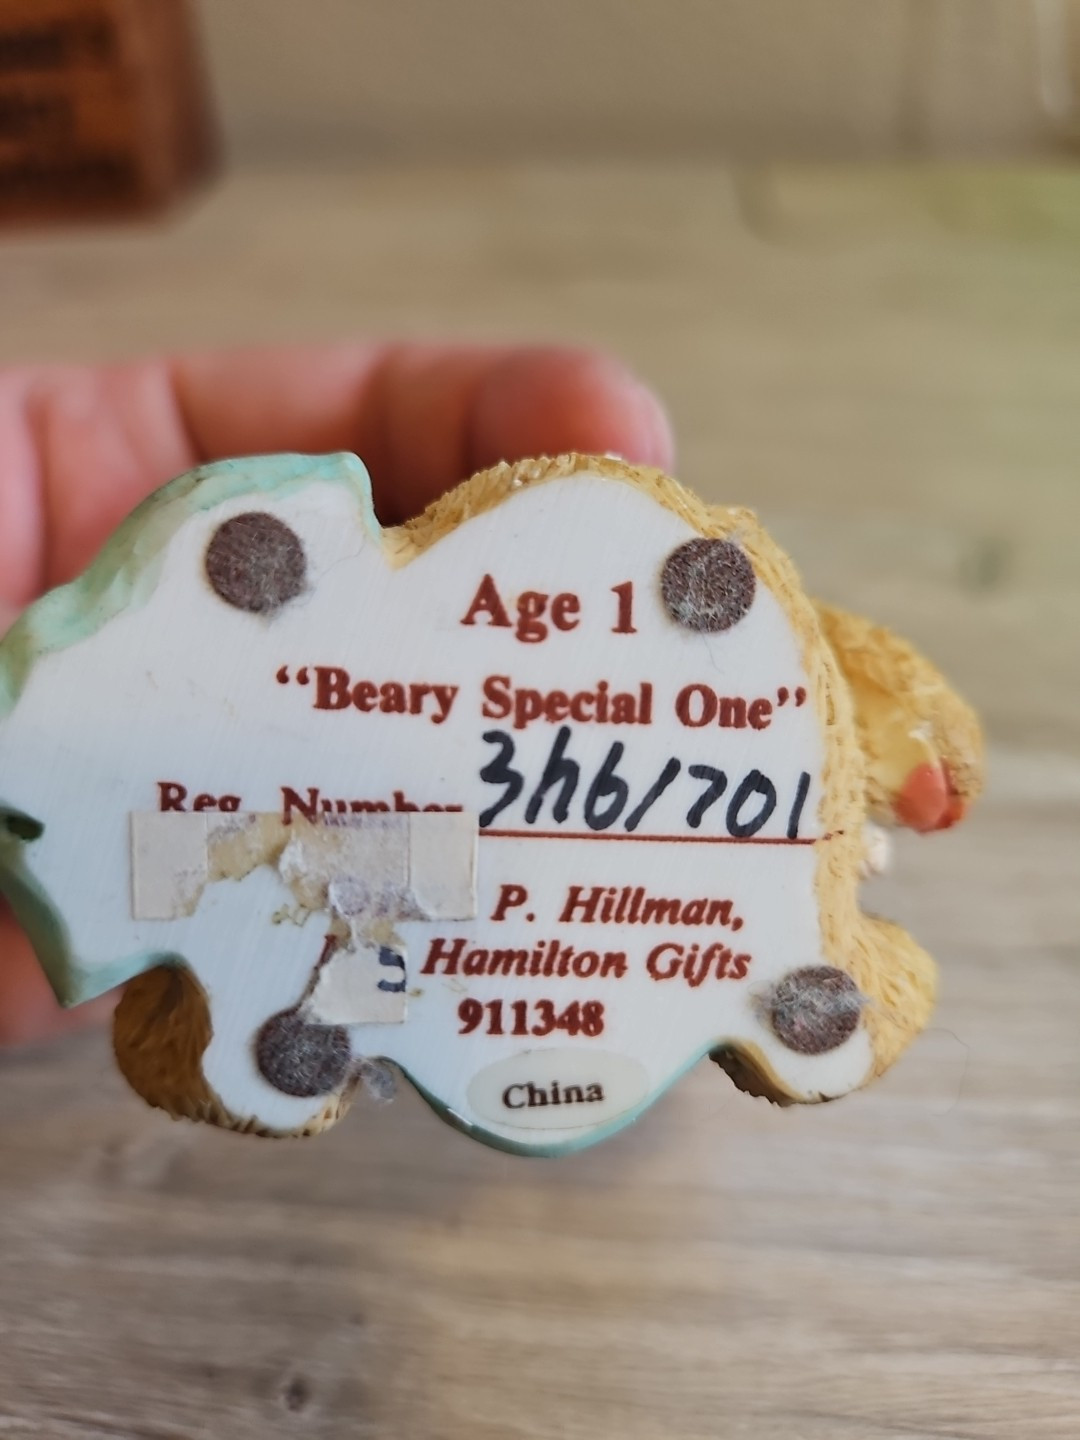 Age 1
“Beary Special One”
Reg. Number 3h6/701
P. Hillman,
Hamilton Gifts
911348
China